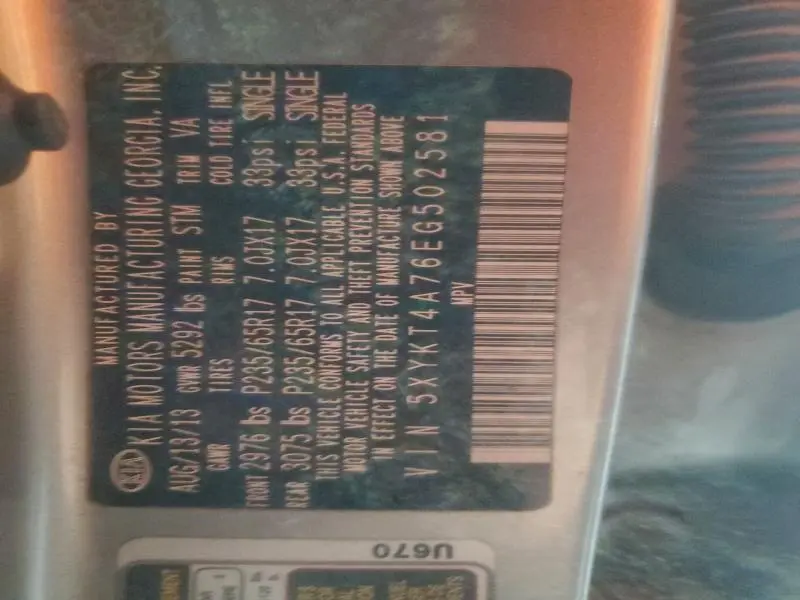 MANUFACTURED BY
KIA KIA MOTORS MANUFACTURING GEORGIA, INC.
AUG/13/13 GVWR 5292 lbs PAINT STM TRIM VA
GAWR TIRES RIMS COLD TIRE INFL.
FRONT 2976 lbs P235/65R17 7.0JX17 33psi SINGLE
REAR 3075 lbs P235/65R17 7.0JX17 33psi SINGLE
THIS VEHICLE CONFORMS TO ALL APPLICABLE U.S.A. FEDERAL
MOTOR VEHICLE SAFETY AND THEFT PREVENTION STANDARDS
IN EFFECT ON THE DATE OF MANUFACTURE SHOWN ABOVE
VIN 5XYKT4A76EG502581
MPV
U670